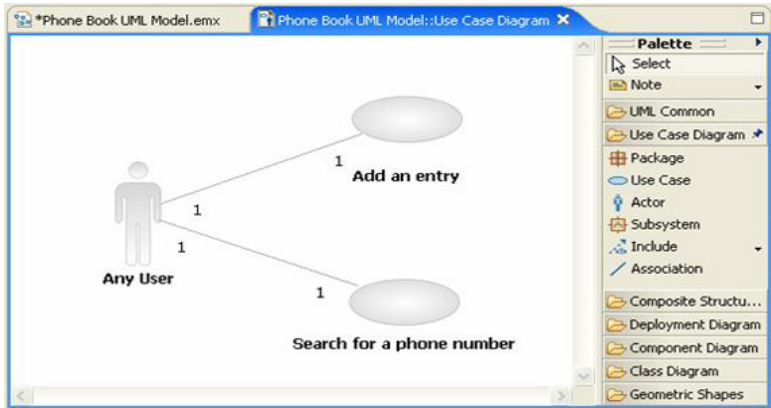 *Phone Book UML Model.emx
Phone Book UML Model::Use Case Diagram
Palette
Select
Note
UML Common
Use Case Diagram
Package
Use Case
Actor
Subsystem
Include
Association
Composite Structu...
Deployment Diagram
Component Diagram
Class Diagram
Geometric Shapes
1
Add an entry
1
1
Any User
1
Search for a phone number